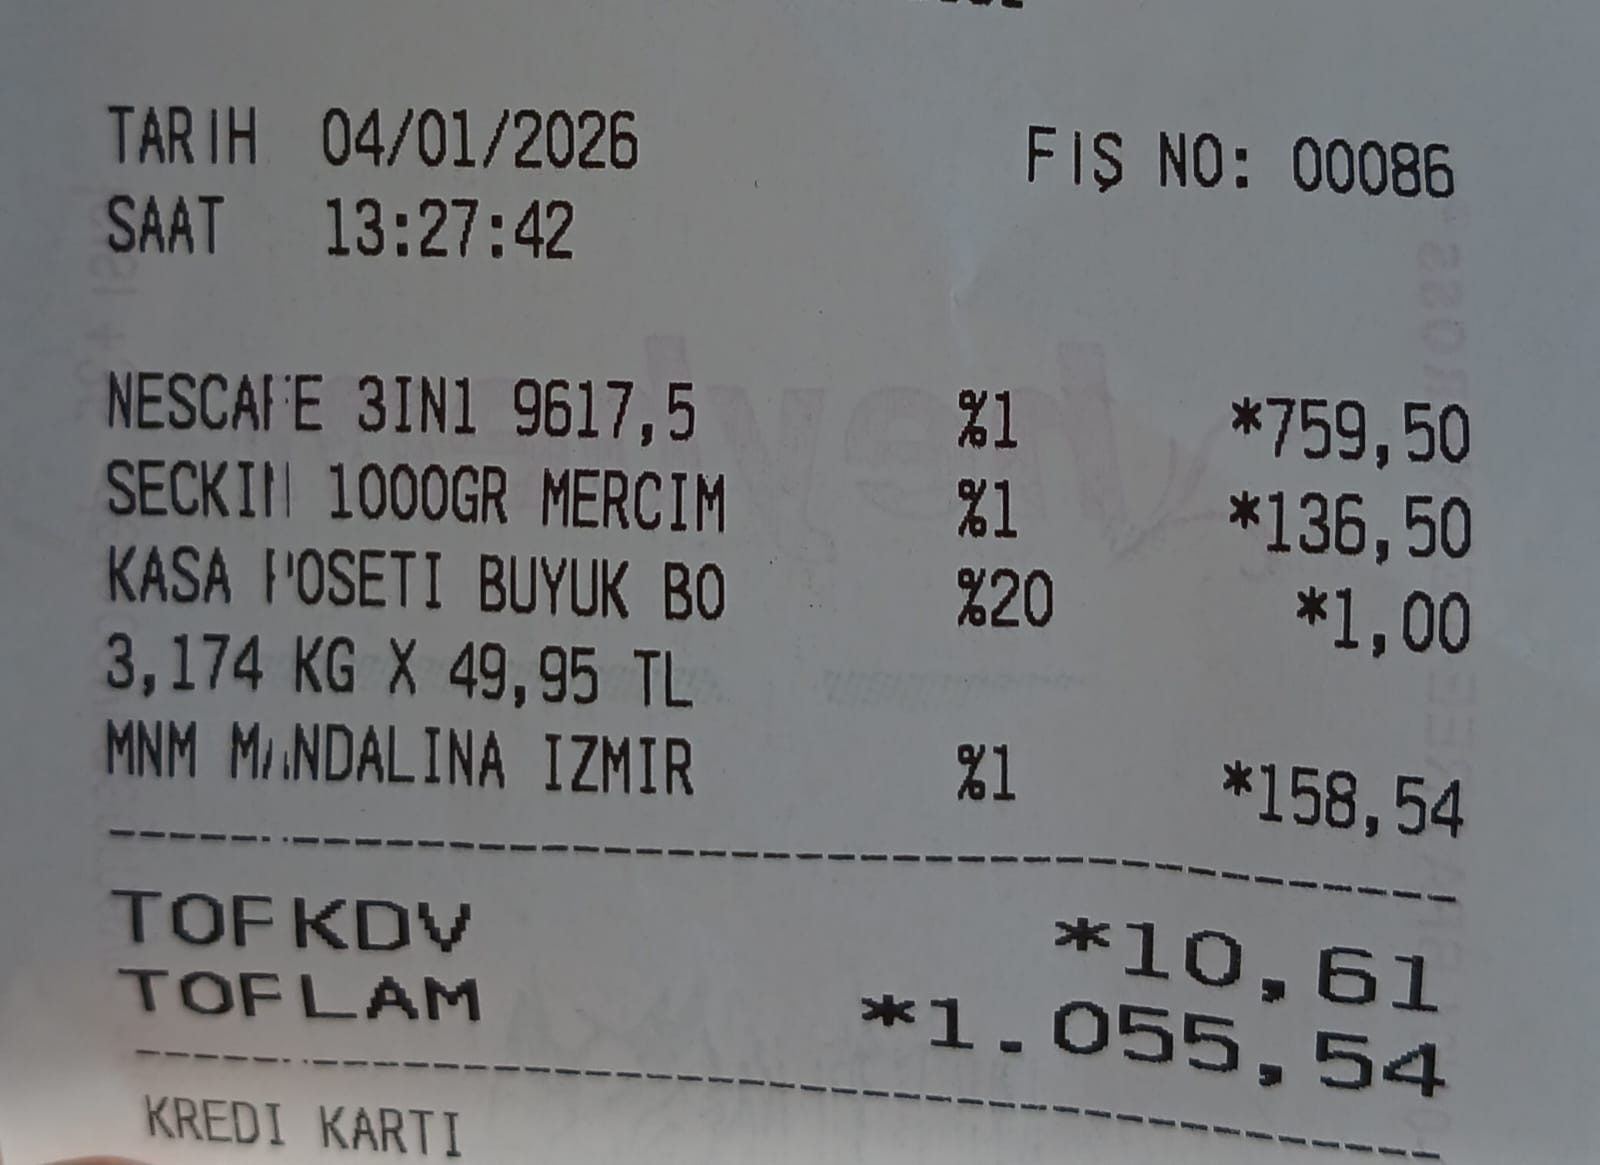 TARIH 04/01/2026 FIŞ NO: 00086
SAAT 13:27:42
NESCAFE 3IN1 9617,5 %1 *759,50
SECKIN 1000GR MERCIM %1 *136,50
KASA POSETI BUYUK BO %20 *1,00
3,174 KG X 49,95 TL
MNM MANDALINA IZMIR %1 *158,54
TOPKDV *10,61
TOPLAM *1.055,54
KREDI KARTI